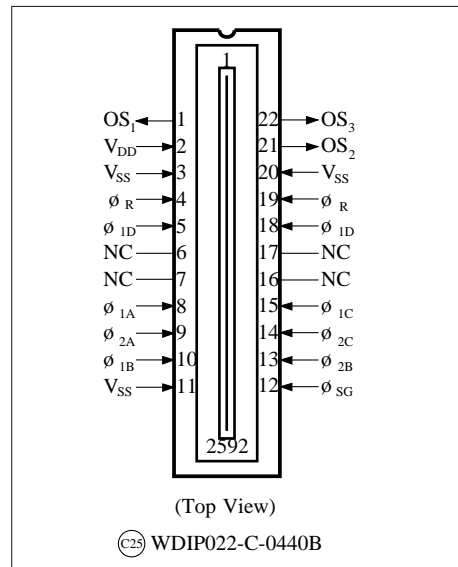 1
OS1 1 22 OS3
VDD 2 21 OS2
VSS 3 20 VSS
ø R 4 19 ø R
ø 1D 5 18 ø 1D
NC 6 17 NC
NC 7 16 NC
ø 1A 8 15 ø 1C
ø 2A 9 14 ø 2C
ø 1B 10 13 ø 2B
VSS 11 12 ø SG
2592
(Top View)
C25 WDIP022-C-0440B